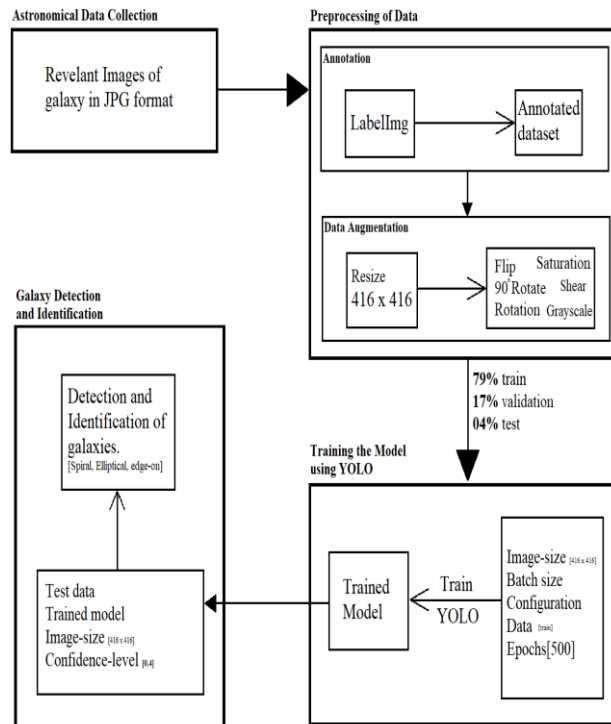 Astronomical Data Collection
Revelant Images of
galaxy in JPG format
Preprocessing of Data
Annotation
LabelImg
Annotated
dataset
Data Augmentation
Resize
416 x 416
Flip Saturation
90°Rotate Shear
Rotation Grayscale
79% train
17% validation
04% test
Training the Model
using YOLO
Image-size [416 x 416]
Batch size
Configuration
Data [train]
Epochs[500]
Train
YOLO
Trained
Model
Galaxy Detection
and Identification
Test data
Trained model
Image-size [416 x 416]
Confidence-level [0.4]
Detection and
Identification of
galaxies.
[Spiral, Elliptical, edge-on]